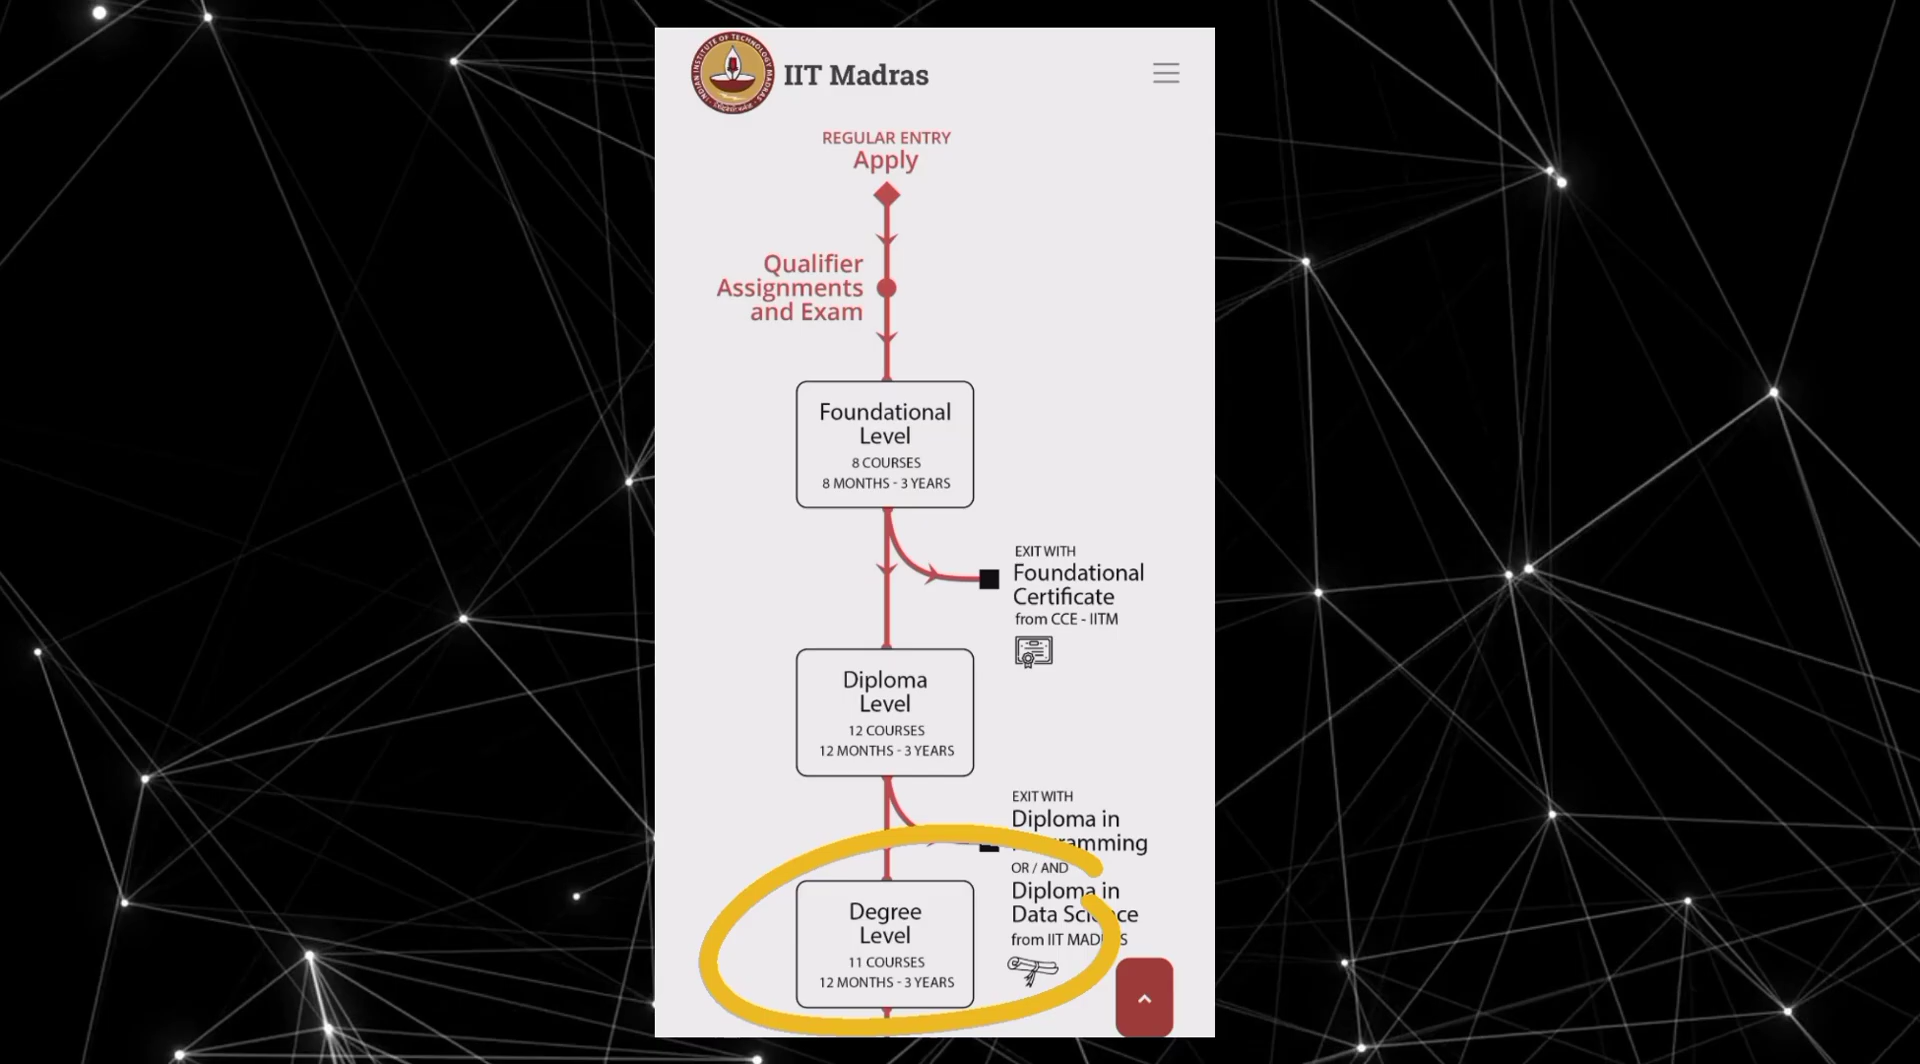 IIT Madras
REGULAR ENTRY
Apply
Qualifier
Assignments
and Exam
Foundational
Level
8 COURSES
8 MONTHS - 3 YEARS
EXIT WITH
Foundational
Certificate
from CCE - IITM
Diploma
Level
12 COURSES
12 MONTHS - 3 YEARS
EXIT WITH
Diploma in
Programming
OR / AND
Diploma in
Data Science
from IIT MADRAS
Degree
Level
11 COURSES
12 MONTHS - 3 YEARS